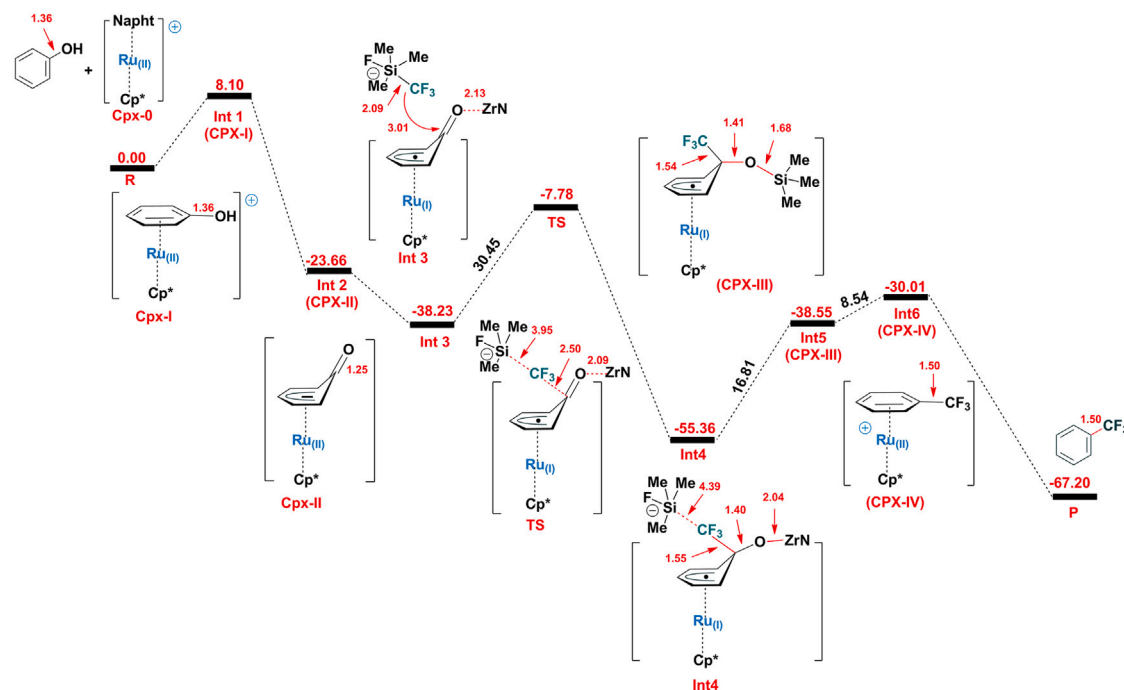 1.36
OH
+
Napht
Ru(II)
Cp*
⊕
Cpx-0
0.00
R
8.10
Int 1
(CPX-I)
1.36
OH
⊕
Ru(II)
Cp*
Cpx-I
-23.66
Int 2
(CPX-II)
O
1.25
Ru(II)
Cp*
Cpx-II
Me
Me
F
Si
⊖
Me
CF3
2.09
3.01
O
2.13
ZrN
Ru(I)
Cp*
Int 3
-38.23
Int 3
30.45
-7.78
TS
Me
Me
F
Si
⊖
Me
3.95
CF3
2.50
O
2.09
ZrN
Ru(I)
Cp*
TS
-55.36
Int4
Me
Me
F
Si
⊖
Me
4.39
CF3
1.55
1.40
O
2.04
ZrN
Ru(I)
Cp*
Int4
16.81
F3C
1.54
1.41
O
1.68
Si
Me
Me
Me
Ru(I)
Cp*
(CPX-III)
-38.55
Int5
(CPX-III)
8.54
-30.01
Int6
(CPX-IV)
1.50
CF3
⊕
Ru(II)
Cp*
(CPX-IV)
1.50
-67.20
P